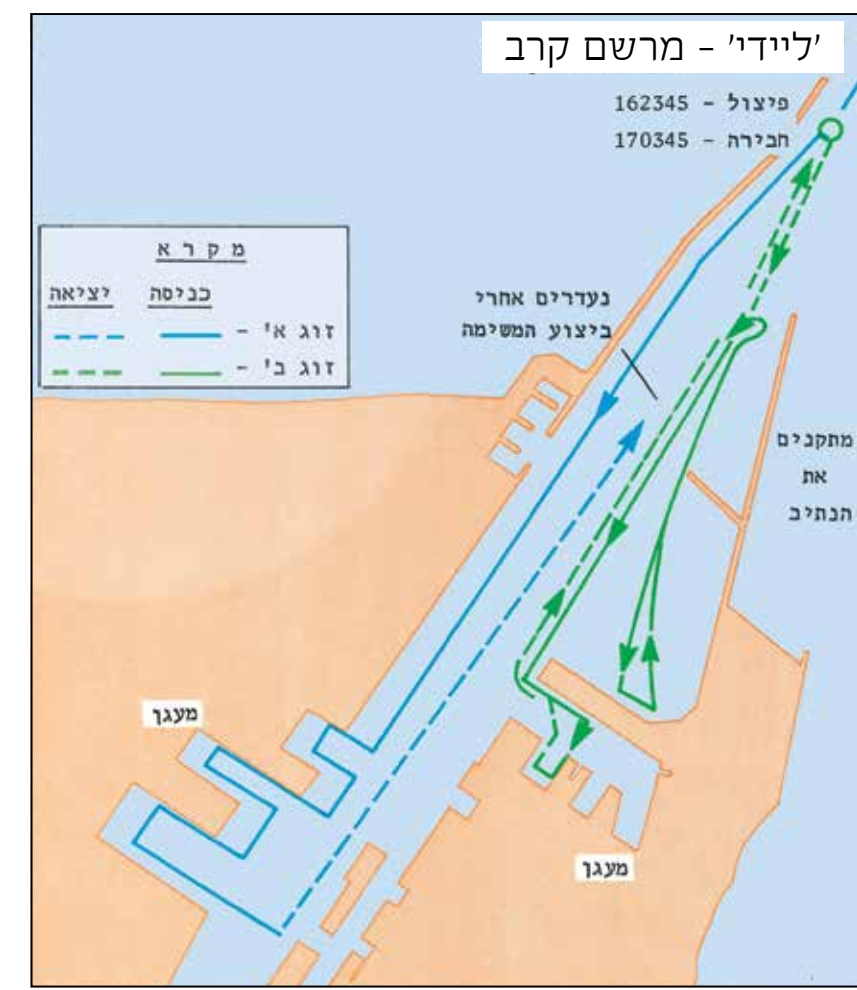 'ליידי' - מרשם קרב
פיצול - 162345
חבירה - 170345
מקרא
כניסה יציאה
זוג א' -
זוג ב' -
נעדרים אחרי
ביצוע המשימה
מתקנים
את
הנתיב
מעגן
מעגן